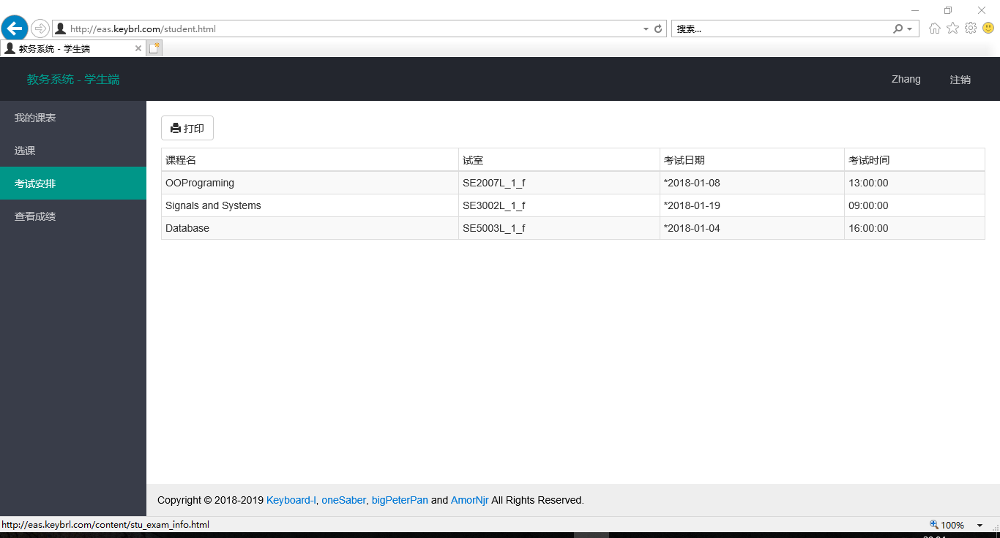 http://eas.keybrl.com/student.html
搜索...
教务系统 - 学生端
教务系统 - 学生端
Zhang 注销
我的课表
选课
考试安排
查看成绩
打印
课程名 试室 考试日期 考试时间
OOPrograming SE2007L_1_f *2018-01-08 13:00:00
Signals and Systems SE3002L_1_f *2018-01-19 09:00:00
Database SE5003L_1_f *2018-01-04 16:00:00
Copyright © 2018-2019 Keyboard-l, oneSaber, bigPeterPan and AmorNjr All Rights Reserved.
http://eas.keybrl.com/content/stu_exam_info.html
100%